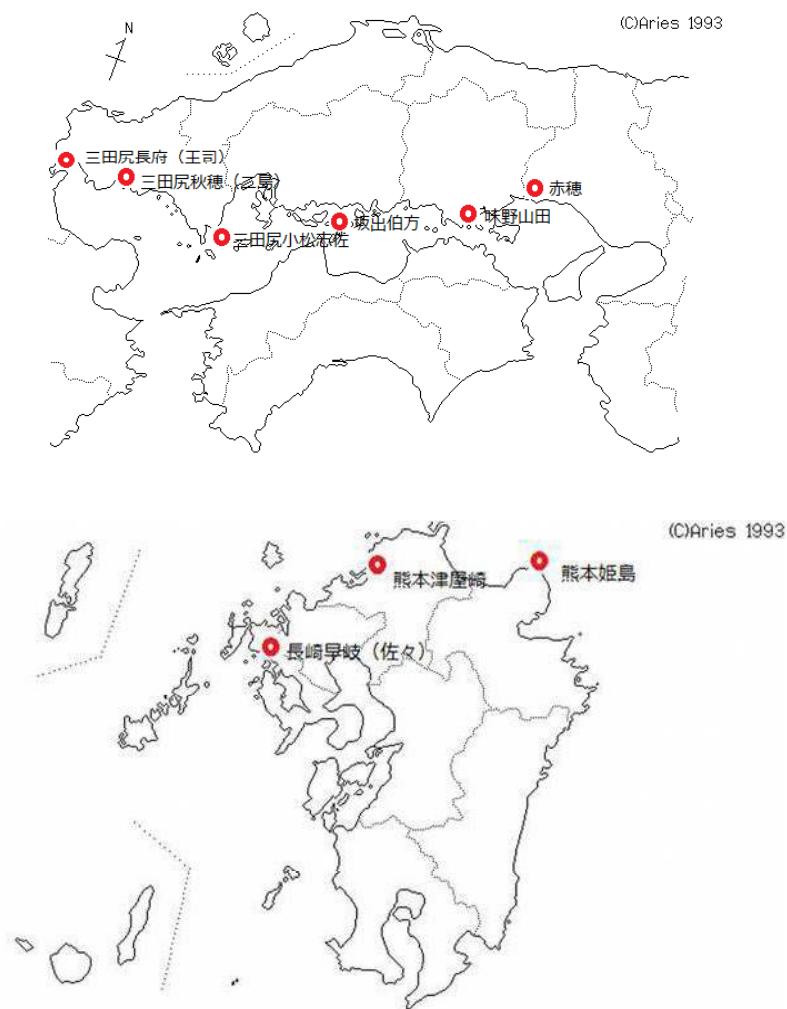 (C)Aries 1993
N
三田尻長府（王司）
三田尻秋穂（二島）
赤穂
味野山田
坂出伯方
三田尻小松志佐
(C)Aries 1993
熊本津屋崎
熊本姫島
長崎早岐（佐々）